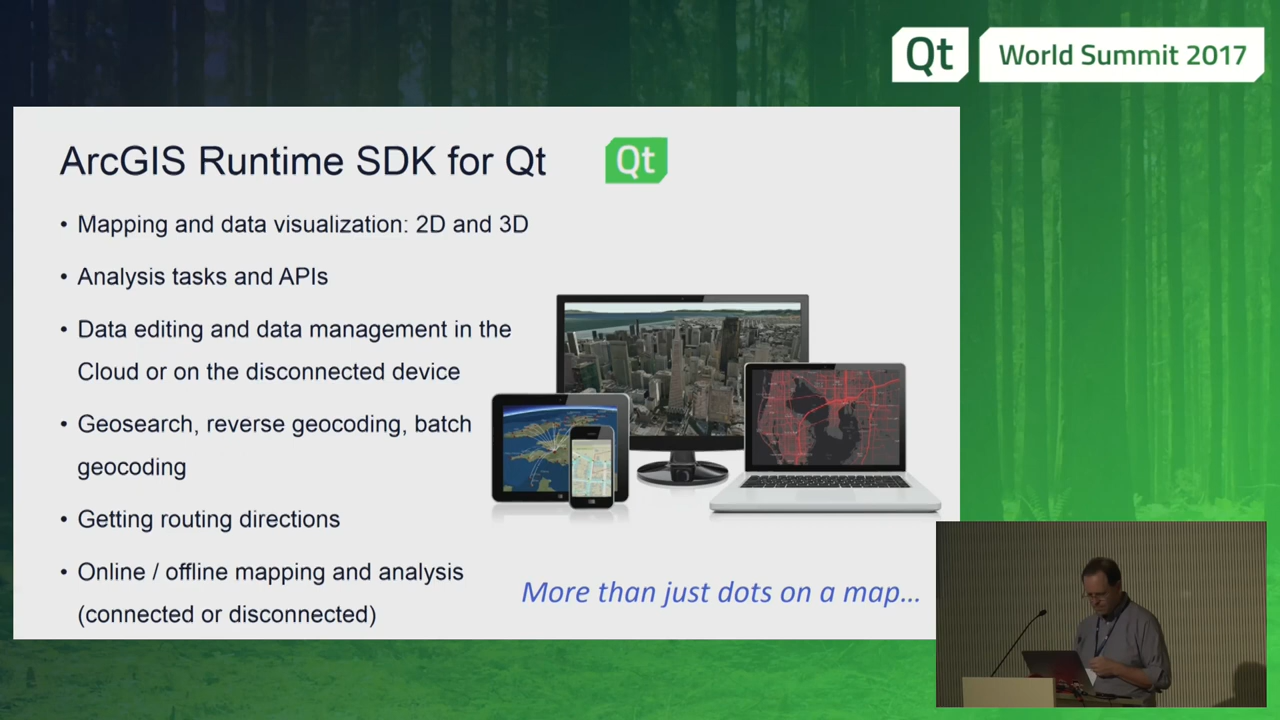 Qt World Summit 2017
ArcGIS Runtime SDK for Qt Qt
• Mapping and data visualization: 2D and 3D
• Analysis tasks and APIs
• Data editing and data management in the
Cloud or on the disconnected device
• Geosearch, reverse geocoding, batch
geocoding
• Getting routing directions
• Online / offline mapping and analysis
(connected or disconnected)
More than just dots on a map...